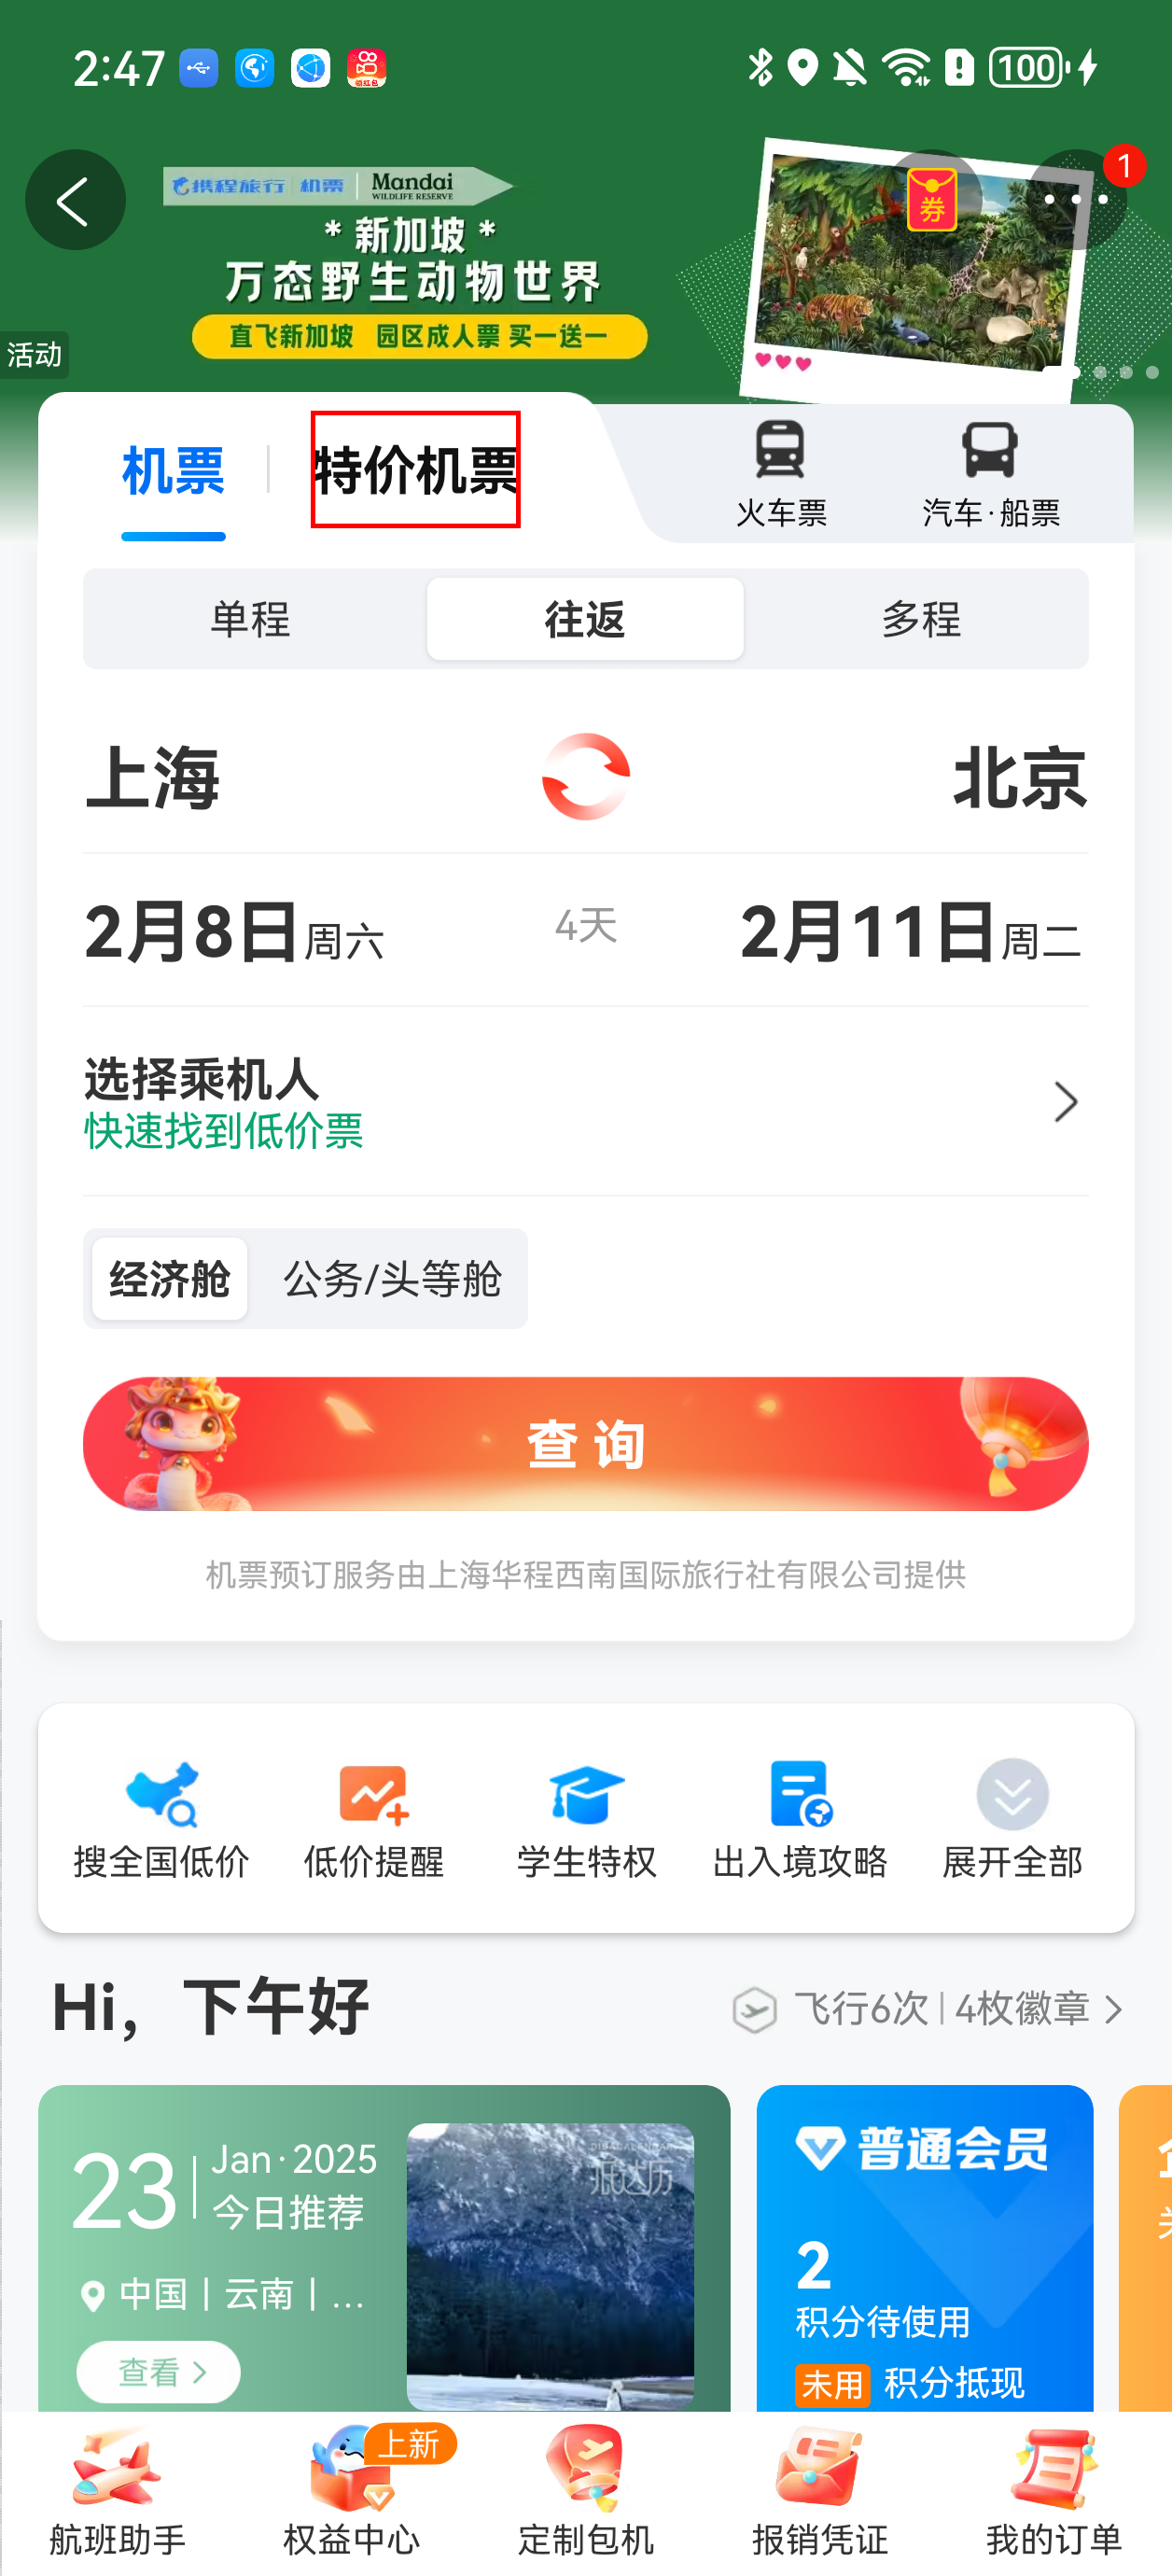 2:47
领红包
100
携程旅行 机票 Mandai
WILDLIFE RESERVE
* 新加坡 *
万态野生动物世界
直飞新加坡 园区成人票 买一送一
券
1
活动
机票
特价机票
火车票
汽车·船票
单程
往返
多程
上海
北京
2月8日周六
4天
2月11日周二
选择乘机人
快速找到低价票
经济舱
公务/头等舱
查询
机票预订服务由上海华程西南国际旅行社有限公司提供
搜全国低价
低价提醒
学生特权
出入境攻略
展开全部
Hi，下午好
飞行6次|4枚徽章
23
Jan·2025
今日推荐
中国 | 云南 | ...
查看
普通会员
2
积分待使用
未用 积分抵现
上新
航班助手
权益中心
定制包机
报销凭证
我的订单